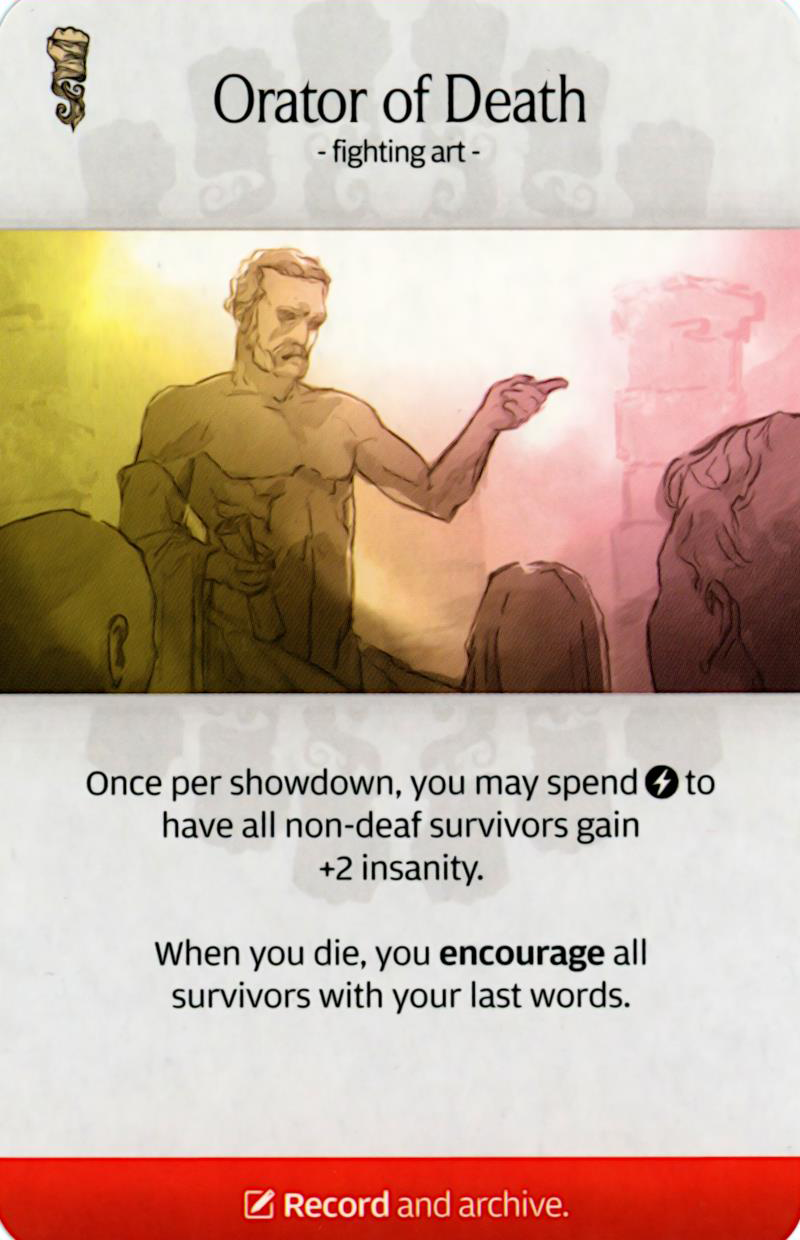 Orator of Death
- fighting art -
Once per showdown, you may spend to
have all non-deaf survivors gain
+2 insanity.
When you die, you encourage all
survivors with your last words.
Record and archive.